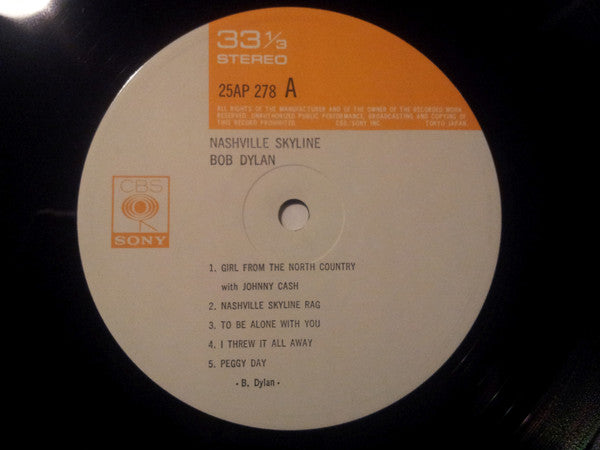 33 1/3
STEREO
25AP 278 A
ALL RIGHTS OF THE MANUFACTURER AND OF THE OWNER OF THE RECORDED WORK
RESERVED. UNAUTHORIZED PUBLIC PERFORMANCE, BROADCASTING AND COPYING OF
THIS RECORD PROHIBITED. CBS/SONY INC. TOKYO JAPAN.
NASHVILLE SKYLINE
BOB DYLAN
CBS
SONY
1. GIRL FROM THE NORTH COUNTRY
with JOHNNY CASH
2. NASHVILLE SKYLINE RAG
3. TO BE ALONE WITH YOU
4. I THREW IT ALL AWAY
5. PEGGY DAY
- B. Dylan -